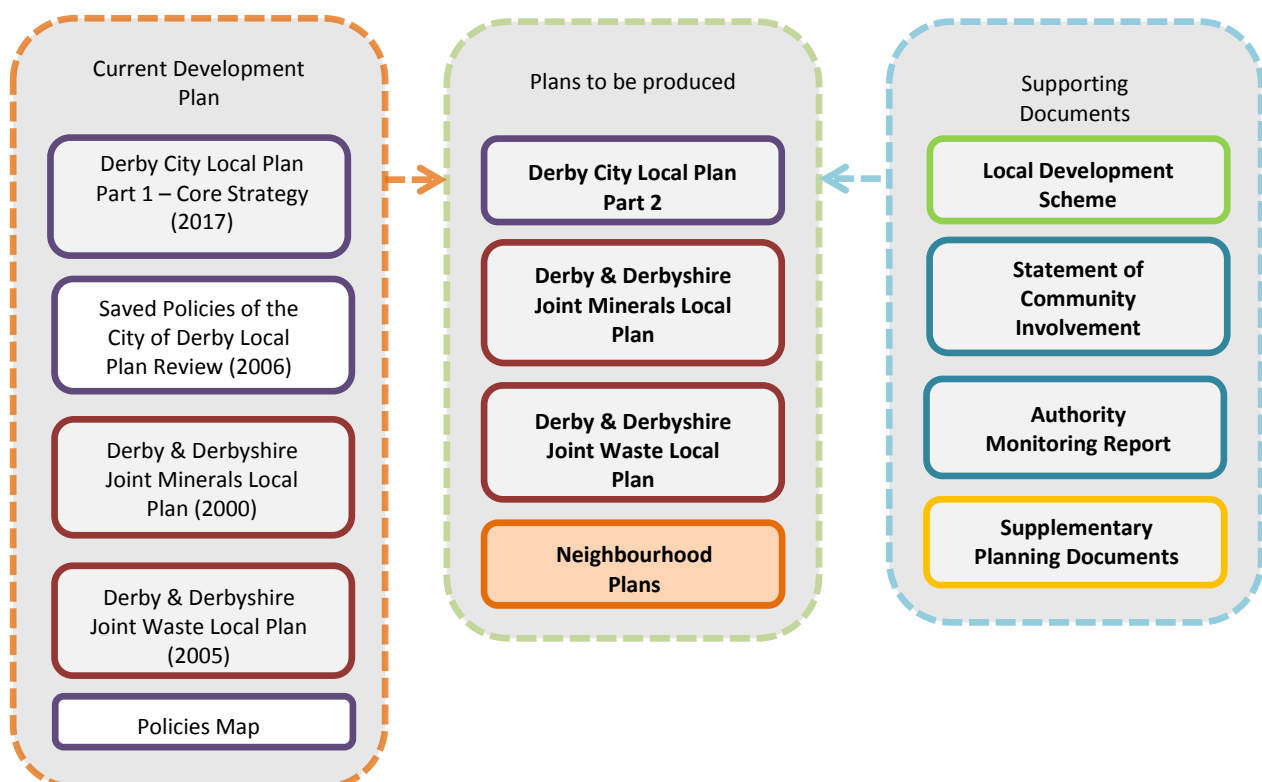 Current Development
Plan
Derby City Local Plan
Part 1 – Core Strategy
(2017)
Saved Policies of the
City of Derby Local
Plan Review (2006)
Derby & Derbyshire
Joint Minerals Local
Plan (2000)
Derby & Derbyshire
Joint Waste Local Plan
(2005)
Policies Map
Plans to be produced
Derby City Local Plan
Part 2
Derby & Derbyshire
Joint Minerals Local
Plan
Derby & Derbyshire
Joint Waste Local
Plan
Neighbourhood
Plans
Supporting
Documents
Local Development
Scheme
Statement of
Community
Involvement
Authority
Monitoring Report
Supplementary
Planning Documents